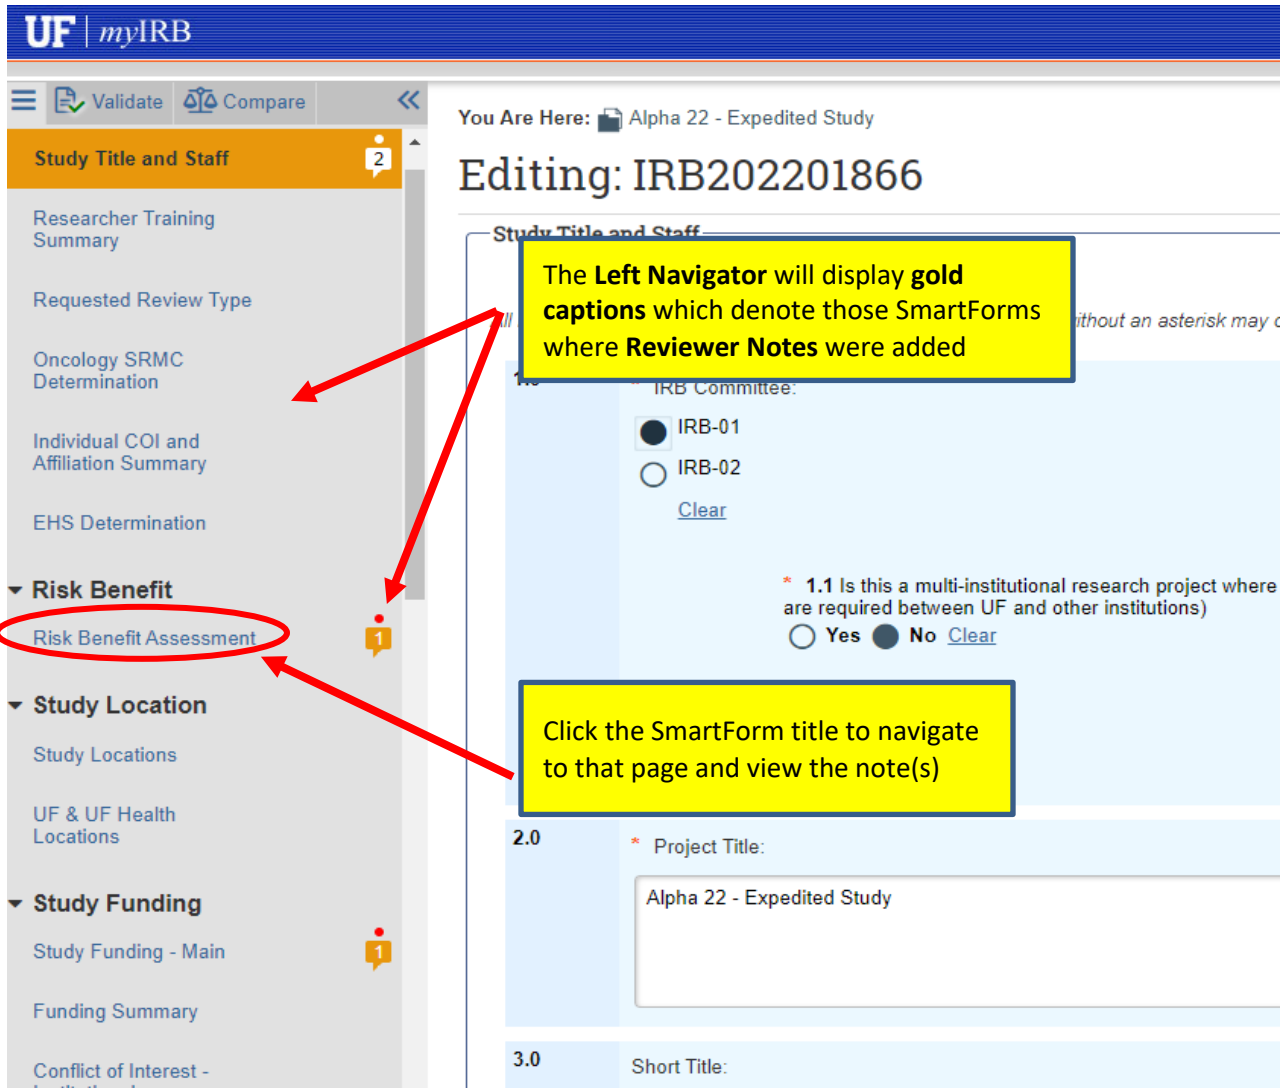 UF | myIRB
Validate Compare
Study Title and Staff 2
Researcher Training
Summary
Requested Review Type
Oncology SRMC
Determination
Individual COI and
Affiliation Summary
EHS Determination
Risk Benefit
Risk Benefit Assessment 1
Study Location
Study Locations
UF & UF Health
Locations
Study Funding
Study Funding - Main 1
Funding Summary
Conflict of Interest -
You Are Here: Alpha 22 - Expedited Study
Editing: IRB202201866
Study Title and Staff
The Left Navigator will display gold
captions which denote those SmartForms
where Reviewer Notes were added
ithout an asterisk may
1.0 * IRB Committee:
IRB-01
IRB-02
Clear
* 1.1 Is this a multi-institutional research project where
are required between UF and other institutions)
Yes No Clear
Click the SmartForm title to navigate
to that page and view the note(s)
2.0 * Project Title:
Alpha 22 - Expedited Study
3.0 Short Title: